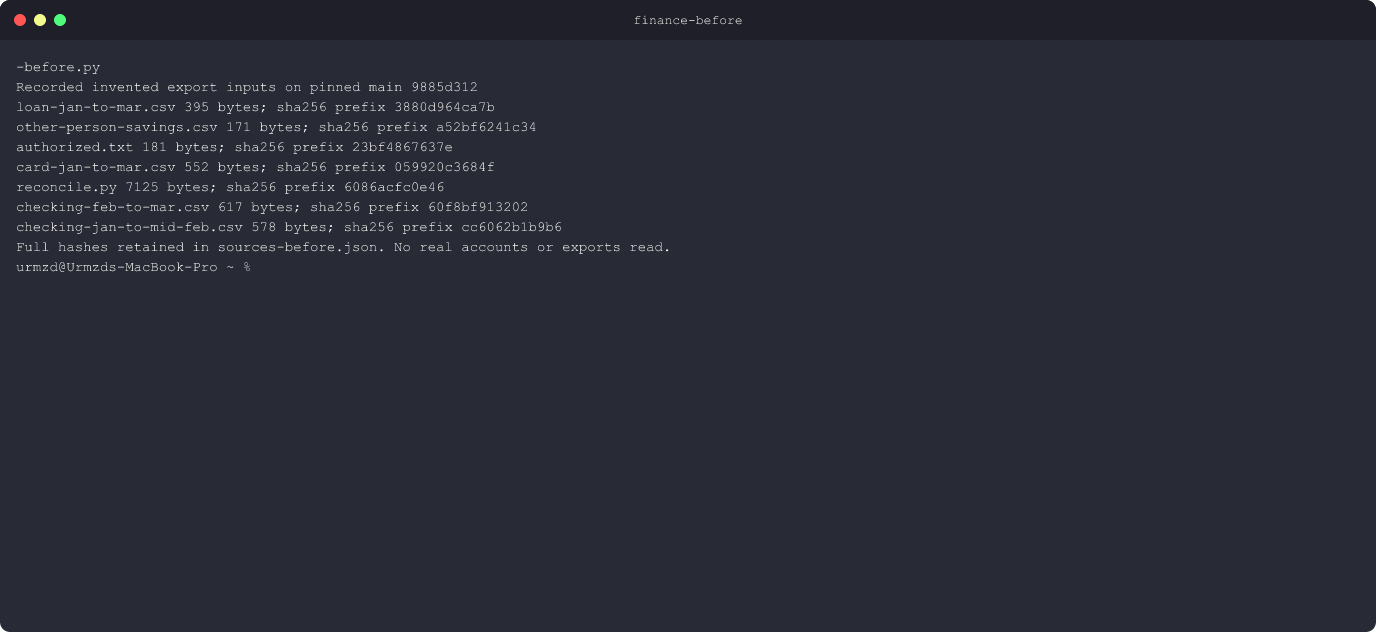 finance-before
-before.py
Recorded invented export inputs on pinned main 9885d312
loan-jan-to-mar.csv 395 bytes; sha256 prefix 3880d964ca7b
other-person-savings.csv 171 bytes; sha256 prefix a52bf6241c34
authorized.txt 181 bytes; sha256 prefix 23bf4867637e
card-jan-to-mar.csv 552 bytes; sha256 prefix 059920c3684f
reconcile.py 7125 bytes; sha256 prefix 6086acfc0e46
checking-feb-to-mar.csv 617 bytes; sha256 prefix 60f8bf913202
checking-jan-to-mid-feb.csv 578 bytes; sha256 prefix cc6062b1b9b6
Full hashes retained in sources-before.json. No real accounts or exports read.
urmzd@Urmzds-MacBook-Pro ~ %